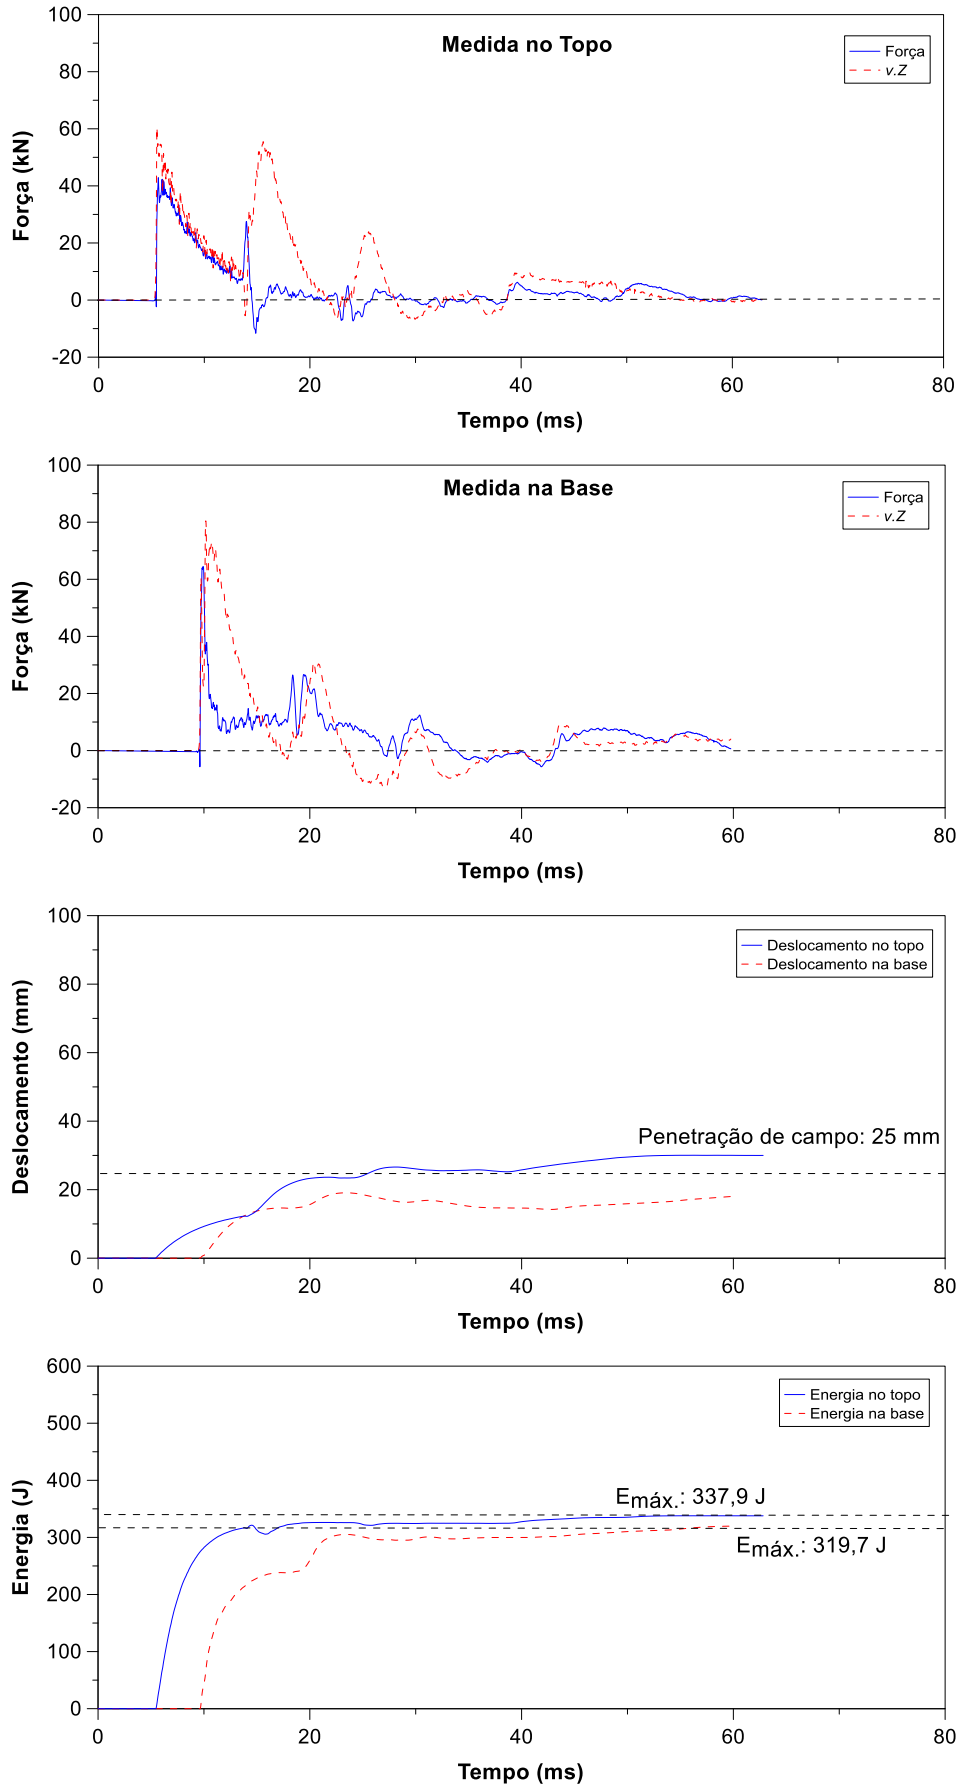 100
Medida no Topo
Força
v.Z
80
60
40
20
0
-20
Força (kN)
0 20 40 60 80
Tempo (ms)
100
Medida na Base
Força
v.Z
80
60
40
20
0
-20
Força (kN)
0 20 40 60 80
Tempo (ms)
100
Deslocamento no topo
Deslocamento na base
80
60
40
Penetração de campo: 25 mm
20
0
Deslocamento (mm)
0 20 40 60 80
Tempo (ms)
600
Energia no topo
Energia na base
500
400
Emáx.: 337,9 J
300
Emáx.: 319,7 J
200
100
0
Energia (J)
0 20 40 60 80
Tempo (ms)